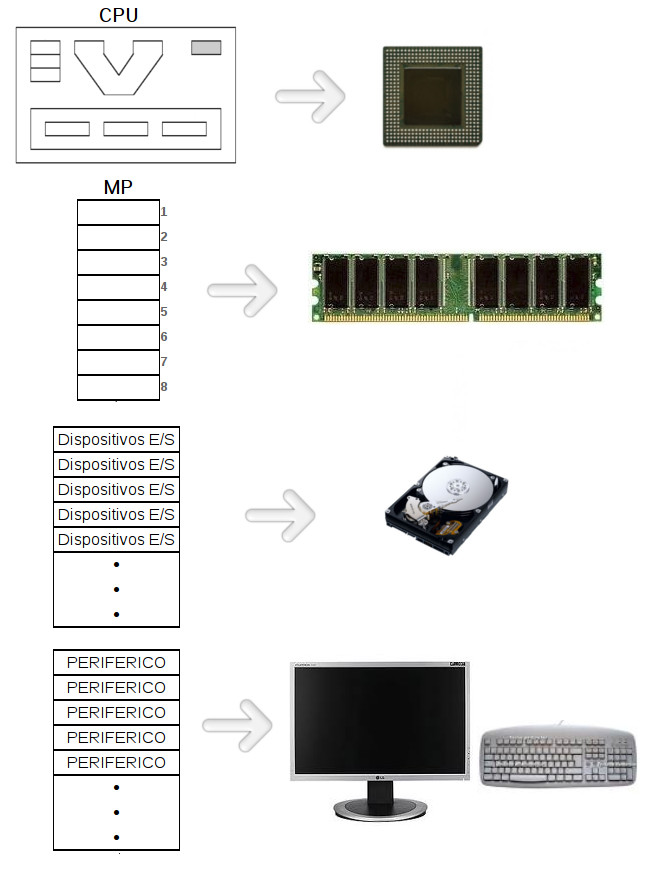 CPU
MP
1
2
3
4
5
6
7
8
Dispositivos E/S
Dispositivos E/S
Dispositivos E/S
Dispositivos E/S
Dispositivos E/S
PERIFERICO
PERIFERICO
PERIFERICO
PERIFERICO
PERIFERICO
LG